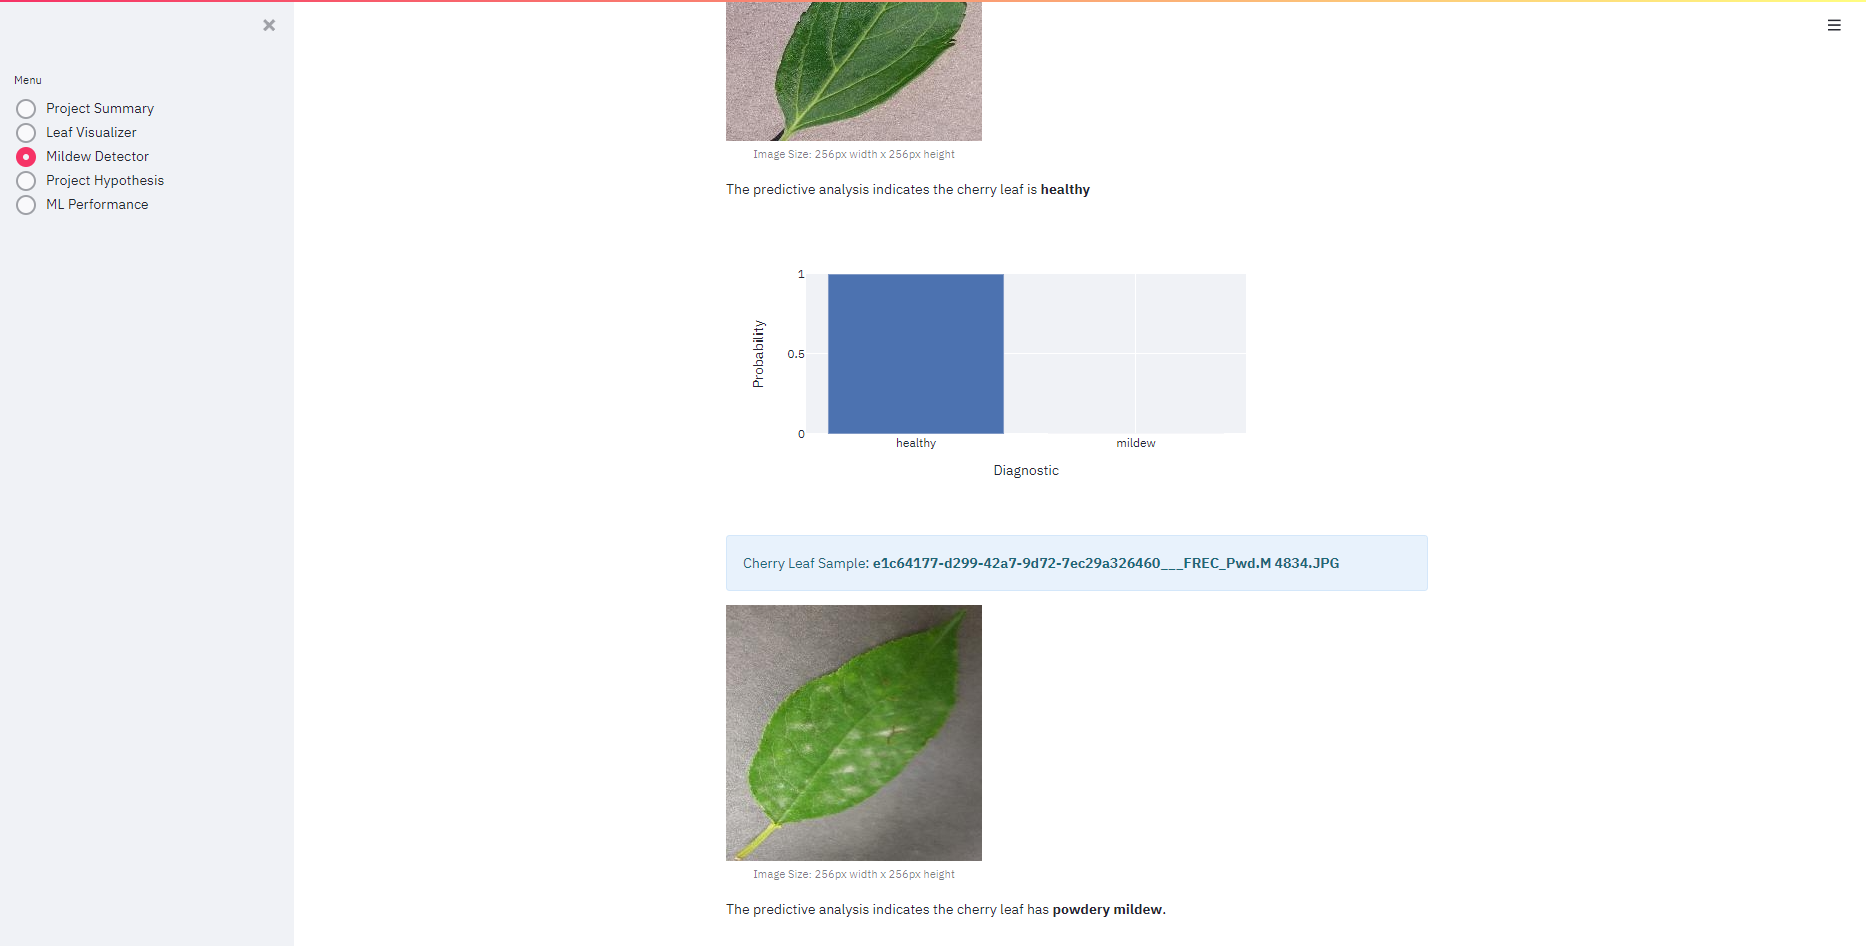 Menu
Project Summary
Leaf Visualizer
Mildew Detector
Project Hypothesis
ML Performance
Image Size: 256px width x 256px height
The predictive analysis indicates the cherry leaf is healthy
Probability
1
0.5
0
healthy
mildew
Diagnostic
Cherry Leaf Sample: e1c64177-d299-42a7-9d72-7ec29a326460___FREC_Pwd.M 4834.JPG
Image Size: 256px width x 256px height
The predictive analysis indicates the cherry leaf has powdery mildew.